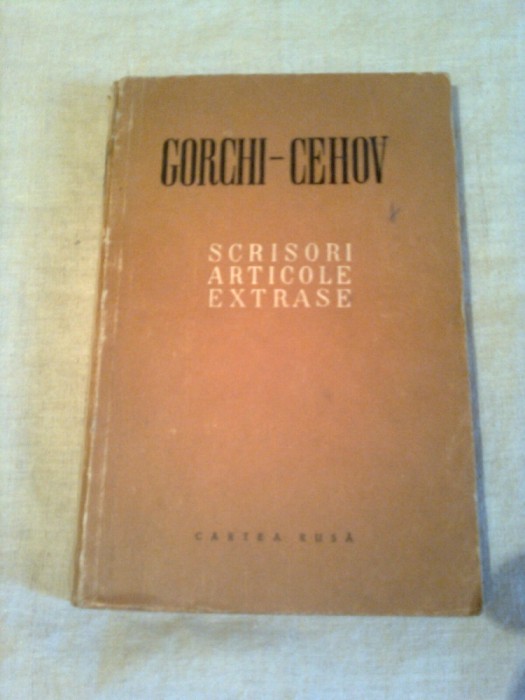 GORCHI-CEHOV
SCRISORI
ARTICOLE
EXTRASE
CARTEA RUSĂ